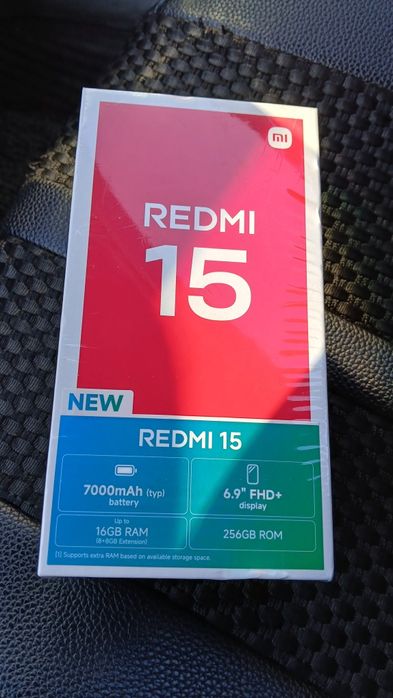 mi
REDMI
15
NEW
REDMI 15
7000mAh (typ)
battery
6.9" FHD+
display
Up to
16GB RAM
(8+8GB Extension)
256GB ROM
[1] Supports extra RAM based on available storage space.